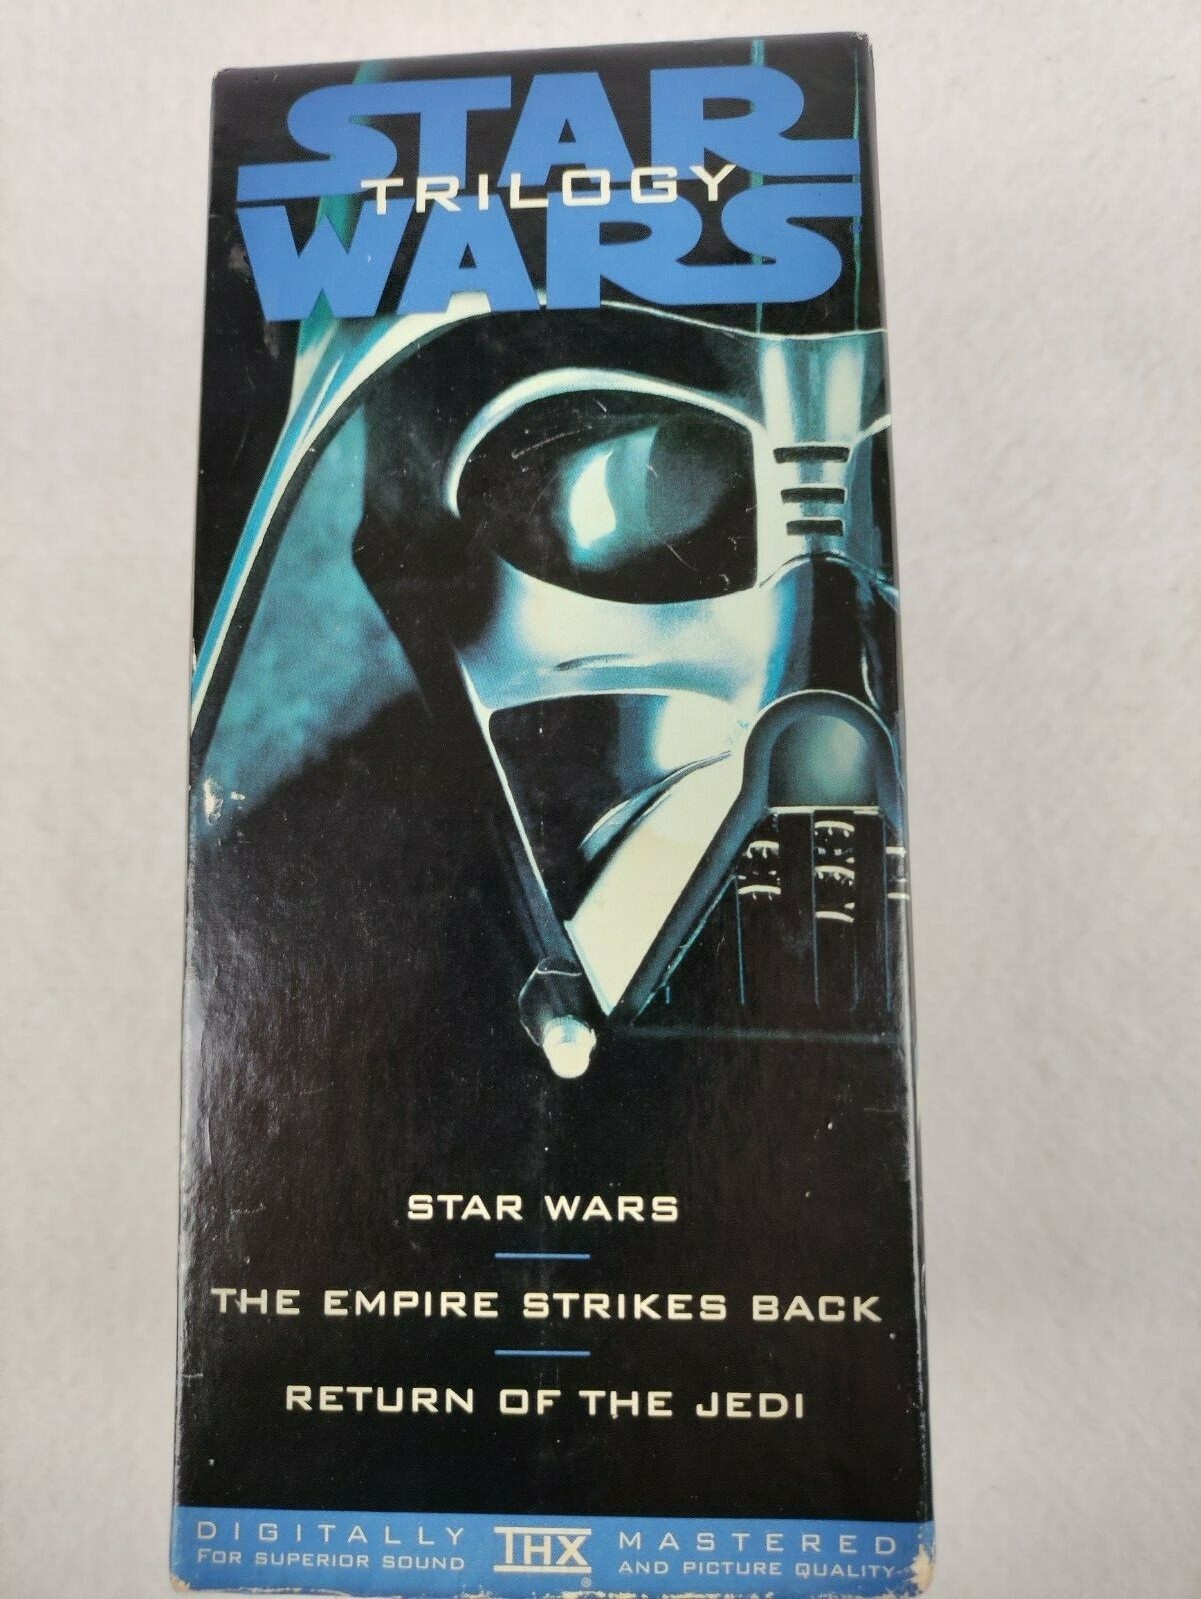 STAR
TRILOGY
WARS
STAR WARS
THE EMPIRE STRIKES BACK
RETURN OF THE JEDI
DIGITALLY THX MASTERED
FOR SUPERIOR SOUND ® AND PICTURE QUALITY